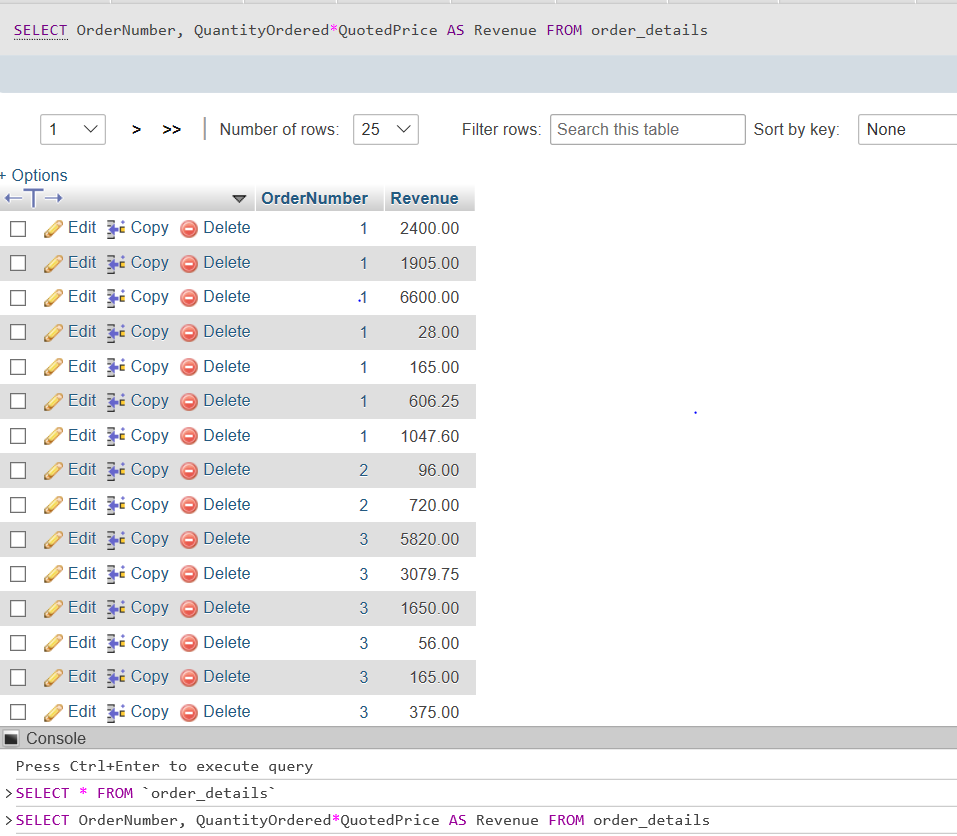 SELECT OrderNumber, QuantityOrdered*QuotedPrice AS Revenue FROM order_details
1 > >> Number of rows: 25 Filter rows: Search this table Sort by key: None
+ Options
←T→ OrderNumber Revenue
Edit Copy Delete 1 2400.00
Edit Copy Delete 1 1905.00
Edit Copy Delete 1 6600.00
Edit Copy Delete 1 28.00
Edit Copy Delete 1 165.00
Edit Copy Delete 1 606.25
Edit Copy Delete 1 1047.60
Edit Copy Delete 2 96.00
Edit Copy Delete 2 720.00
Edit Copy Delete 3 5820.00
Edit Copy Delete 3 3079.75
Edit Copy Delete 3 1650.00
Edit Copy Delete 3 56.00
Edit Copy Delete 3 165.00
Edit Copy Delete 3 375.00
Console
Press Ctrl+Enter to execute query
>SELECT * FROM `order_details`
>SELECT OrderNumber, QuantityOrdered*QuotedPrice AS Revenue FROM order_details